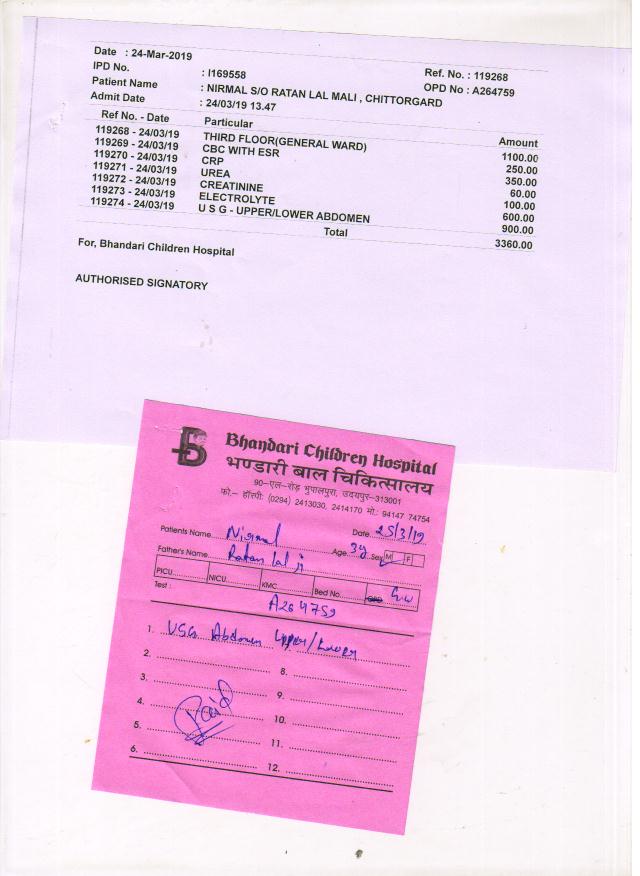 Date : 24-Mar-2019
IPD No. : I169558 Ref. No. : 119268
Patient Name : NIRMAL S/O RATAN LAL MALI , CHITTORGARD OPD No : A264759
Admit Date : 24/03/19 13.47
Ref No. - Date Particular Amount
119268 - 24/03/19 THIRD FLOOR(GENERAL WARD) 1100.00
119269 - 24/03/19 CBC WITH ESR 250.00
119270 - 24/03/19 CRP 350.00
119271 - 24/03/19 UREA 60.00
119272 - 24/03/19 CREATININE 100.00
119273 - 24/03/19 ELECTROLYTE 600.00
119274 - 24/03/19 U S G - UPPER/LOWER ABDOMEN 900.00
Total 3360.00
For, Bhandari Children Hospital
AUTHORISED SIGNATORY
B
Bhandari Children Hospital
भण्डारी बाल चिकित्सालय
90-एल-रोड़ भुपालपुरा, उदयपुर-313001
फो.- हॉस्पी: (0294) 2413030, 2414170 मो.: 94147 74754
Patients Name Nirmal Date 25/3/19
Father's Name Ratan lal ji Age 3y Sex M F
PICU NICU KMC Bed No. OPD G.W
Test : A264759
1. USG Abdomen Upper/Lower
2. 8.
3. 9.
4. Paid 10.
5. 11.
6. 12.